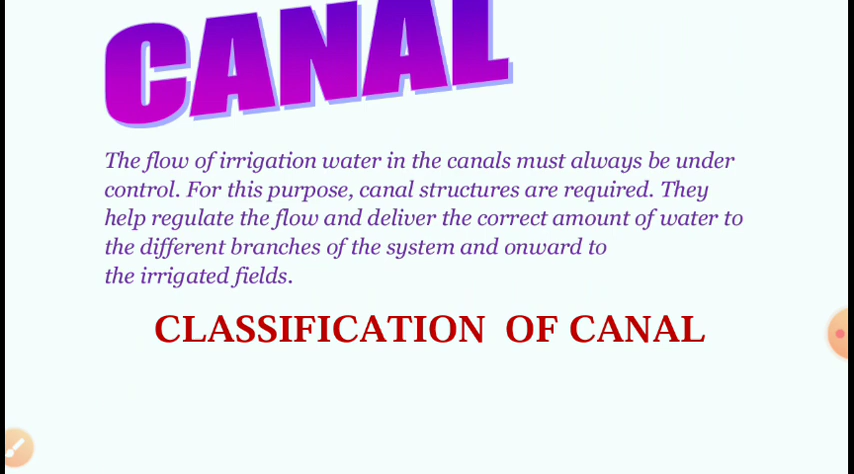 CANAL
The flow of irrigation water in the canals must always be under
control. For this purpose, canal structures are required. They
help regulate the flow and deliver the correct amount of water to
the different branches of the system and onward to
the irrigated fields.
CLASSIFICATION OF CANAL